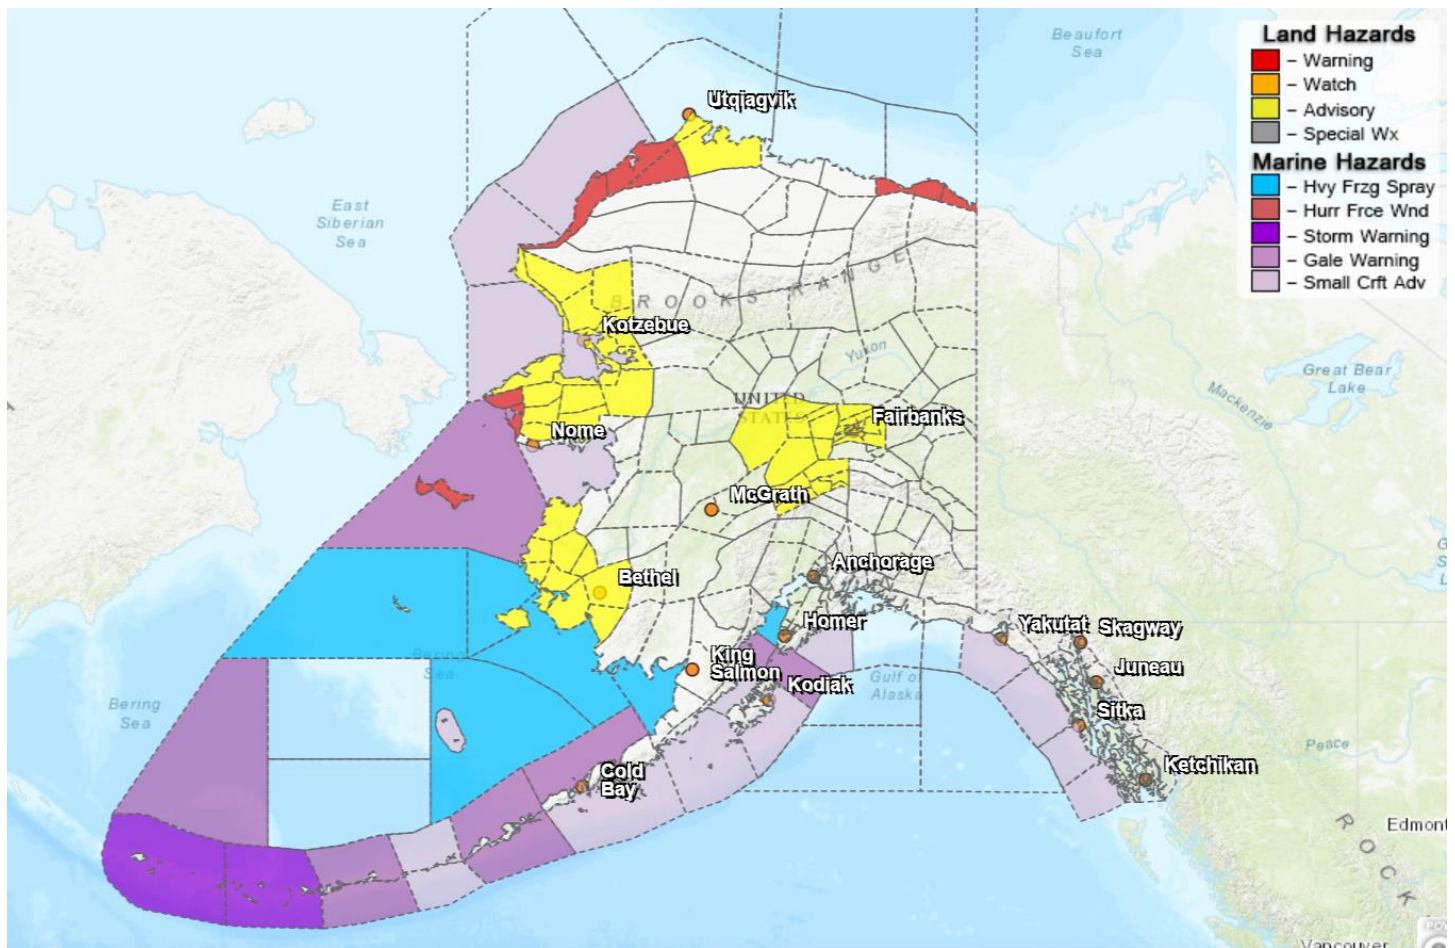 Beaufort
Sea
Land Hazards
– Warning
– Watch
– Advisory
– Special Wx
Marine Hazards
– Hvy Frzg Spray
– Hurr Frce Wnd
– Storm Warning
– Gale Warning
– Small Crft Adv
Utqiagvik
East
Siberian
Sea
BROOKS RANGE
Kotzebue
Yukon
Great Bear
Lake
Mackenzie
UNITED
STATES
Fairbanks
Nome
McGrath
Anchorage
Bethel
Homer
Yakutat
Skagway
King
Salmon
Juneau
Kodiak
Gulf of
Alaska
Bering
Sea
Bering
Sea
Sitka
Peace
Ketchikan
Cold
Bay
ROCK
Edmont
Vancouver